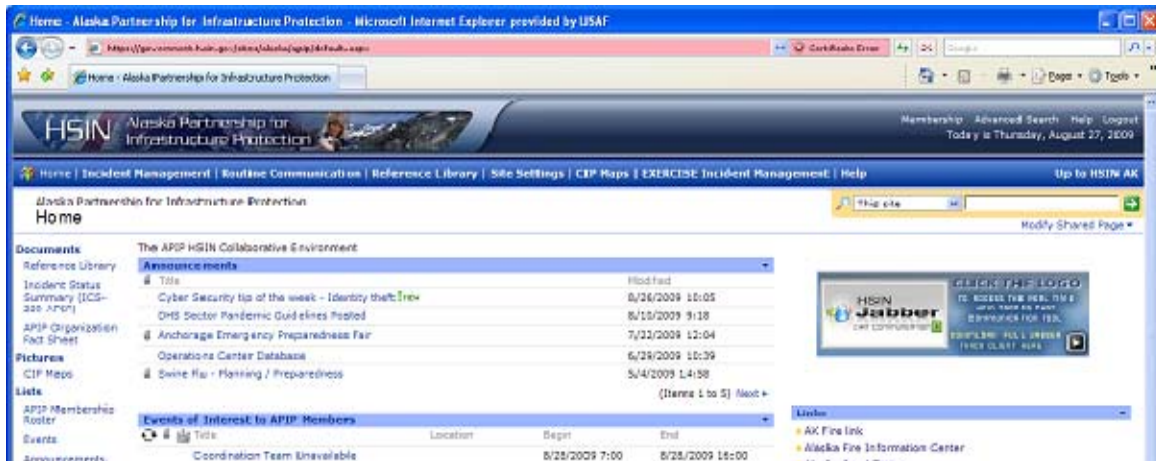 Home - Alaska Partnership for Infrastructure Protection - Microsoft Internet Explorer provided by USAF
Certificate Error
Google
Home - Alaska Partnership for Infrastructure Protection
Page
Tools
HSIN
Alaska Partnership for
Infrastructure Protection
Membership Advanced Search Help Logout
Today is Thursday, August 27, 2009
Home | Incident Management | Routine Communication | Reference Library | Site Settings | CIP Maps | EXERCISE Incident Management | Help
Up to HSIN AK
Alaska Partnership for Infrastructure Protection
Home
This site
Modify Shared Page
Documents
Reference Library
Incident Status
Summary (ICS-
APIP Organization
Fact Sheet
Pictures
CIP Maps
Lists
APIP Membership
Roster
Events
Announcements
The APIP HSIN Collaborative Environment
Announcements
Title Modified
Cyber Security tip of the week - Identity theft new 8/26/2009 10:05
DHS Sector Pandemic Guidelines Posted 8/10/2009 9:18
Anchorage Emergency Preparedness Fair 7/22/2009 12:04
Operations Center Database 6/29/2009 10:39
Swine Flu - Planning / Preparedness 5/4/2009 14:58
(Items 1 to 5) Next
Events of Interest to APIP Members
Title Location Begin End
Coordination Team Unavailable 8/28/2009 7:00 8/28/2009 16:00
HSIN
Jabber
CLICK THE LOGO
TO ACCESS THE REAL TIME
Links
AK Fire link
Alaska Fire Information Center